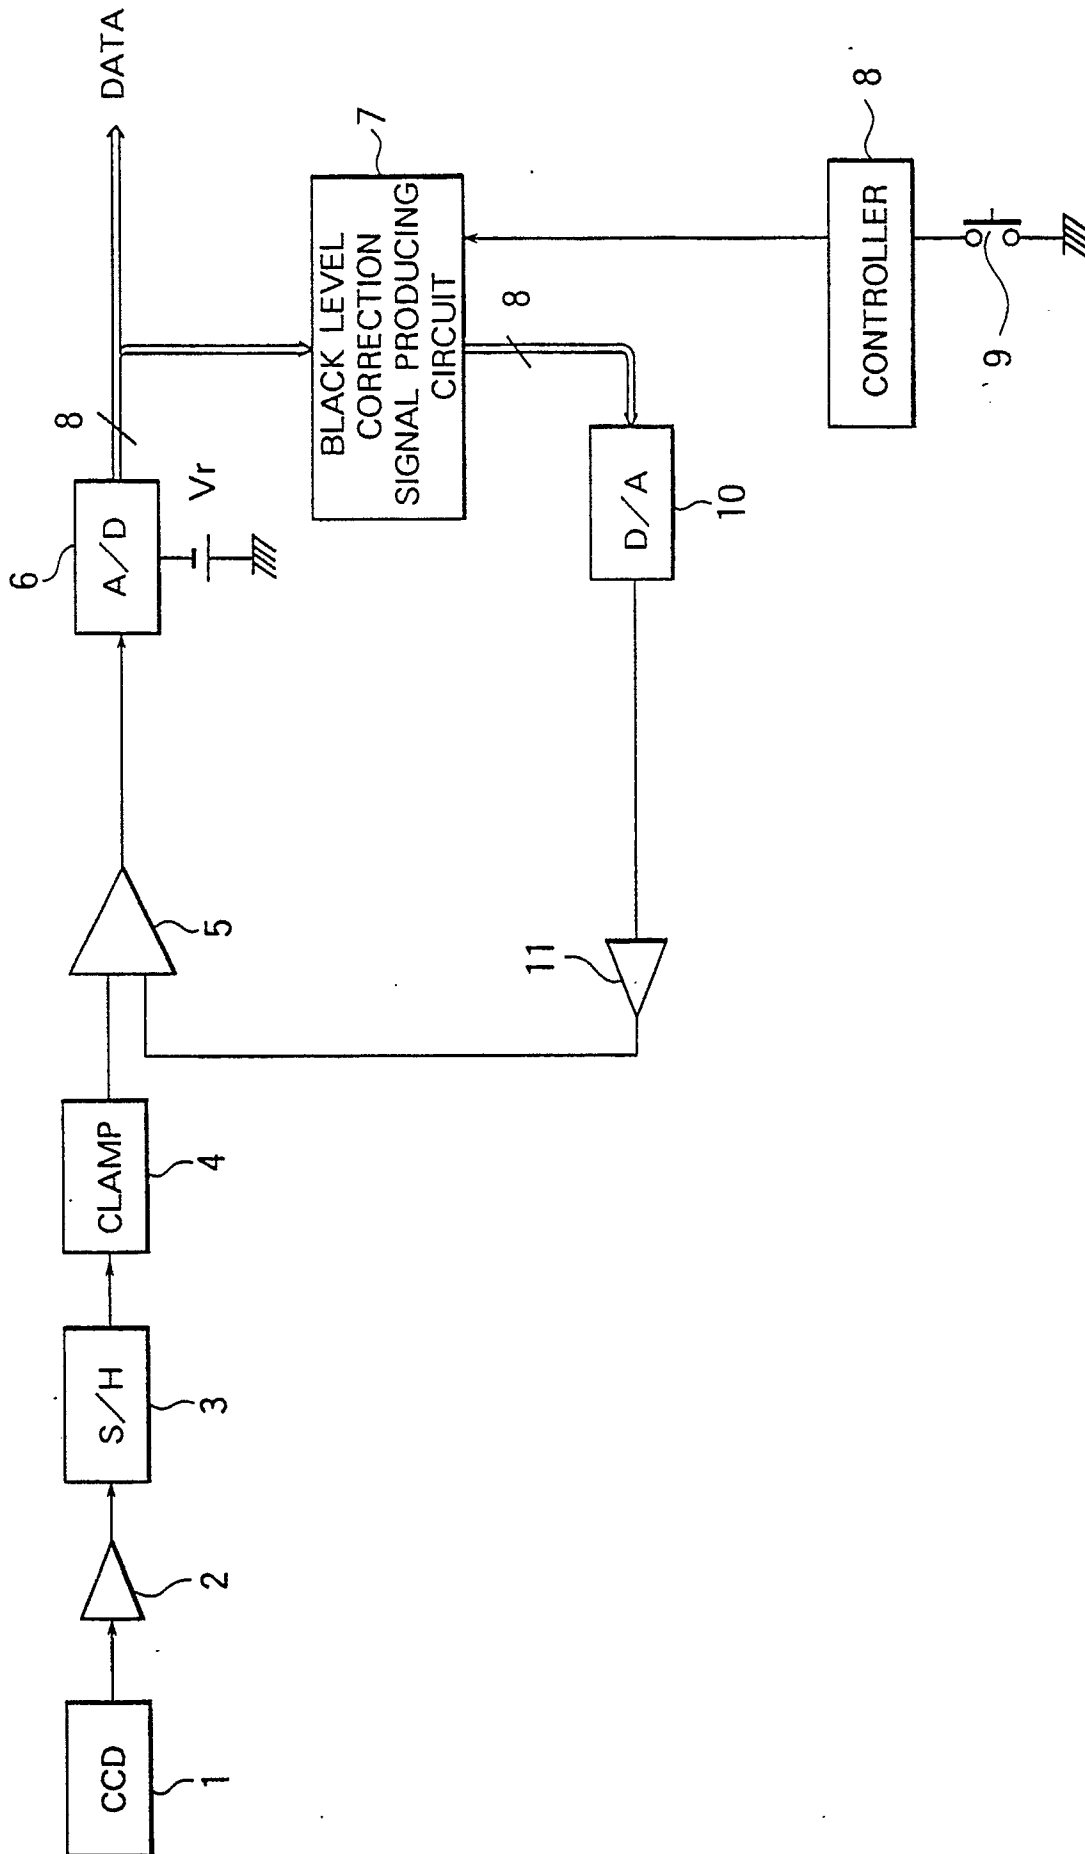 CCD
1
2
S/H
3
CLAMP
4
5
A/D
6
Vr
8
DATA
BLACK LEVEL
CORRECTION
SIGNAL PRODUCING
CIRCUIT
7
8
D/A
10
11
CONTROLLER
8
9